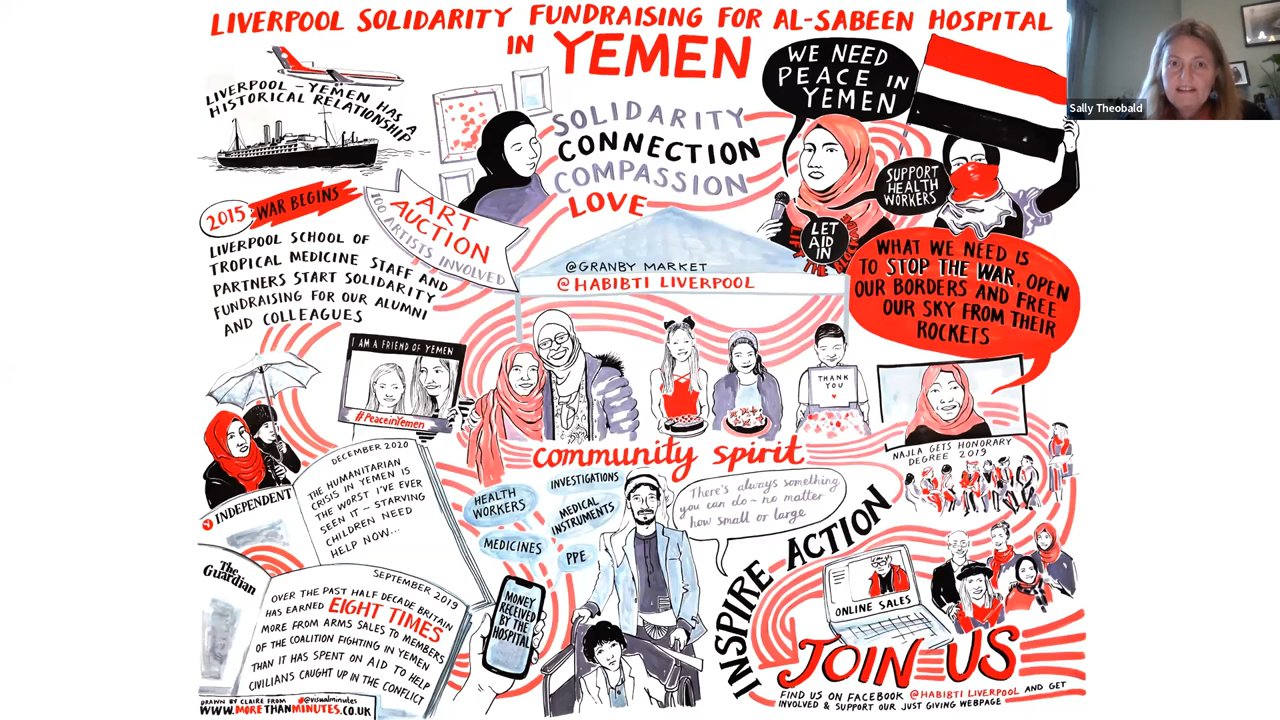 LIVERPOOL SOLIDARITY FUNDRAISING FOR AL-SABEEN HOSPITAL
IN YEMEN
Sally Theobald
LIVERPOOL - YEMEN HAS A
HISTORICAL RELATIONSHIP
WE NEED
PEACE IN
YEMEN
SOLIDARITY
CONNECTION
COMPASSION
LOVE
SUPPORT
HEALTH
WORKERS
LET
AID
IN
LIFT THE
2015 WAR BEGINS
ART
AUCTION
100 ARTISTS INVOLVED
LIVERPOOL SCHOOL OF
TROPICAL MEDICINE STAFF AND
PARTNERS START SOLIDARITY
FUNDRAISING FOR OUR ALUMNI
AND COLLEAGUES
@GRANBY MARKET
@HABIBTI LIVERPOOL
WHAT WE NEED IS
TO STOP THE WAR, OPEN
OUR BORDERS AND FREE
OUR SKY FROM THEIR
ROCKETS
I AM A FRIEND OF YEMEN
#PeaceinYemen
THANK
YOU
community spirit
NAJLA GETS HONORARY
DEGREE 2019
INDEPENDENT
DECEMBER 2020
THE HUMANITARIAN
CRISIS IN YEMEN IS
THE WORST I'VE EVER
SEEN IT - STARVING
CHILDREN NEED
HELP NOW...
HEALTH
WORKERS
INVESTIGATIONS
MEDICAL
INSTRUMENTS
MEDICINES
PPE
There's always something
you can do - no matter
how small or large
The
Guardian
SEPTEMBER 2019
OVER THE PAST HALF DECADE BRITAIN
HAS EARNED EIGHT TIMES
MORE FROM ARMS SALES TO MEMBERS
OF THE COALITION FIGHTING IN YEMEN
THAN IT HAS SPENT ON AID TO HELP
CIVILIANS CAUGHT UP IN THE CONFLICT
MONEY
RECEIVED
BY THE
HOSPITAL
INSPIRE ACTION
ONLINE SALES
JOIN US
FIND US ON FACEBOOK @HABIBTI LIVERPOOL AND GET
INVOLVED & SUPPORT OUR JUST GIVING WEBPAGE
DRAWN BY CLAIRE FROM @visualminutes
WWW.MORETHANMINUTES.CO.UK